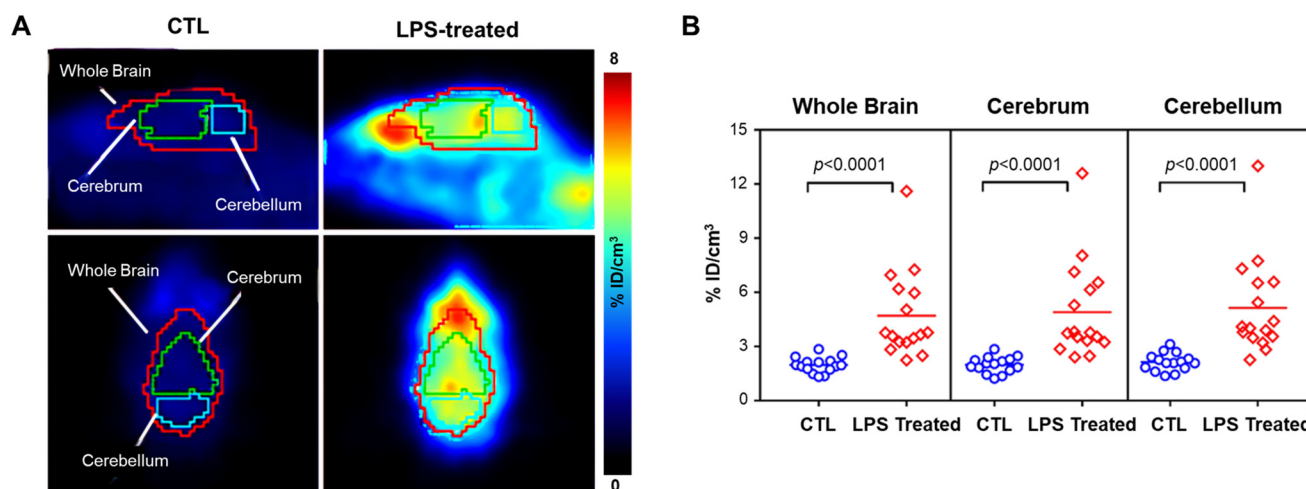 A
CTL
LPS-treated
Whole Brain
Cerebrum
Cerebellum
Whole Brain
Cerebrum
Cerebellum
8
% ID/cm³
0
B
Whole Brain
Cerebrum
Cerebellum
% ID/cm³
15
12
9
6
3
0
p<0.0001
p<0.0001
p<0.0001
CTL
LPS Treated
CTL
LPS Treated
CTL
LPS Treated